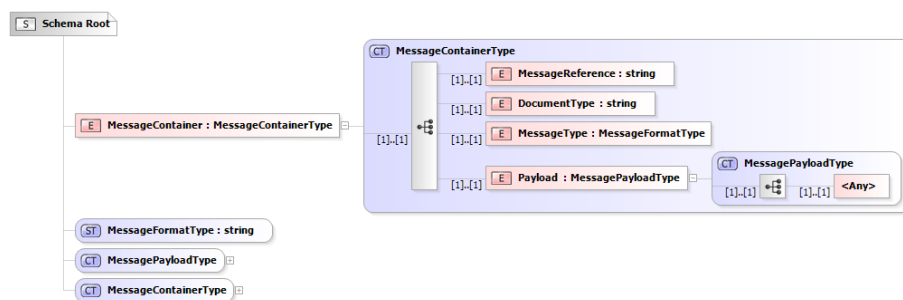 S Schema Root
CT MessageContainerType
[1]..[1] E MessageReference : string
[1]..[1] E DocumentType : string
E MessageContainer : MessageContainerType [1]..[1] [1]..[1] E MessageType : MessageFormatType
CT MessagePayloadType
[1]..[1] E Payload : MessagePayloadType [1]..[1] [1]..[1] <Any>
ST MessageFormatType : string
CT MessagePayloadType
CT MessageContainerType